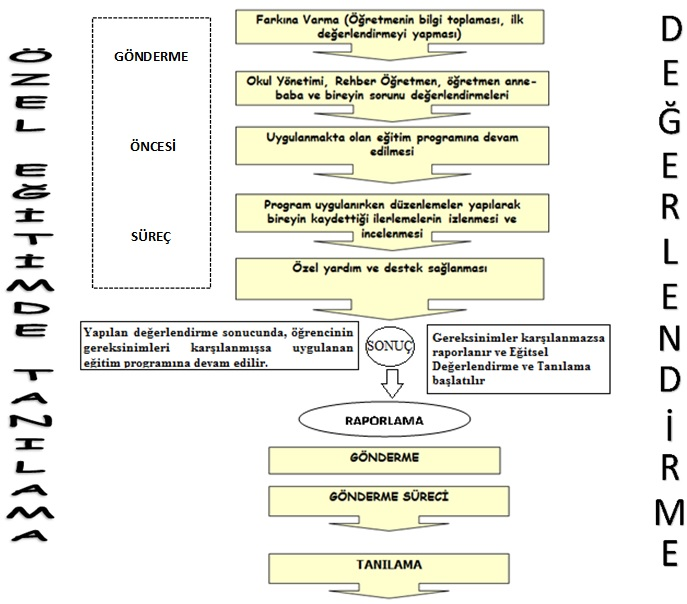 ÖZEL EĞİTİMDE TANILAMA
DEĞERLENDİRME
GÖNDERME
ÖNCESİ
SÜREÇ
Farkına Varma (Öğretmenin bilgi toplaması, ilk
değerlendirmeyi yapması)
Okul Yönetimi, Rehber Öğretmen, öğretmen anne-
baba ve bireyin sorunu değerlendirmeleri
Uygulanmakta olan eğitim programına devam
edilmesi
Program uygulanırken düzenlemeler yapılarak
bireyin kaydettiği ilerlemelerin izlenmesi ve
incelenmesi
Özel yardım ve destek sağlanması
Yapılan değerlendirme sonucunda, öğrencinin
gereksinimleri karşılanmışsa uygulanan
eğitim programına devam edilir.
SONUÇ
Gereksinimler karşılanmazsa
raporlanır ve Eğitsel
Değerlendirme ve Tanılama
başlatılır
RAPORLAMA
GÖNDERME
GÖNDERME SÜRECİ
TANILAMA